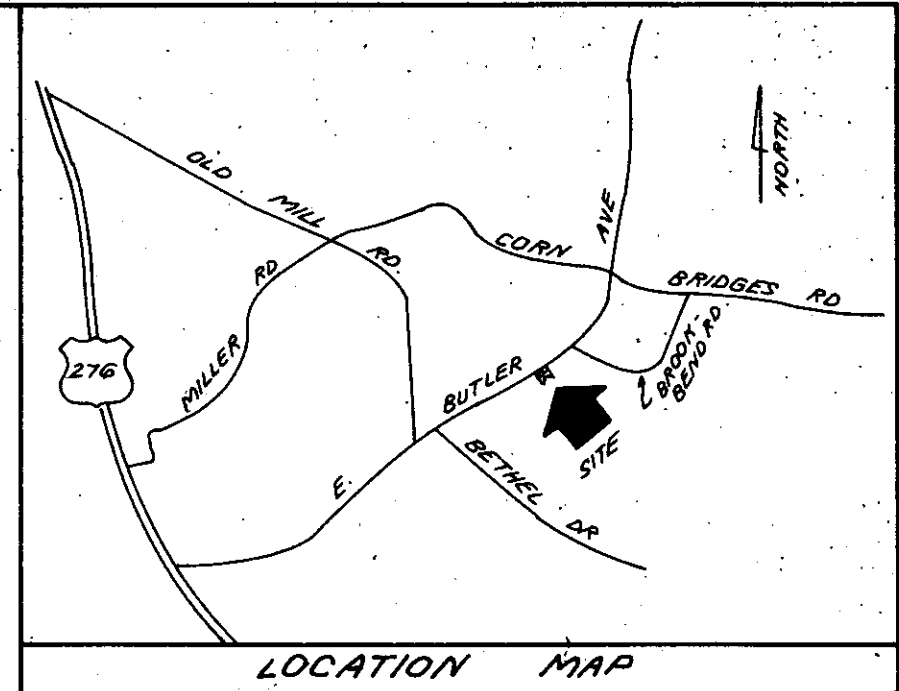 OLD MILL RD.
NORTH
AVE
CORN BRIDGES RD
MILLER RD
276
BROOK-
BEND RD.
E. BUTLER
SITE
BETHEL DR
LOCATION MAP